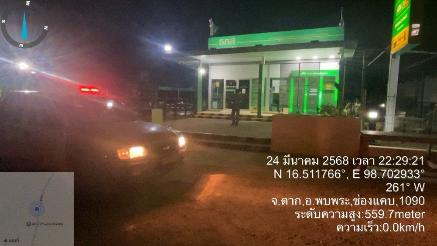 ธกส
24 มีนาคม 2568 เวลา 22:29:21
N 16.511766°, E 98.702933°
261° W
จ.ตาก,อ.พบพระ,ช่องแคบ,1090
ระดับความสูง:559.7meter
ความเร็ว:0.0km/h